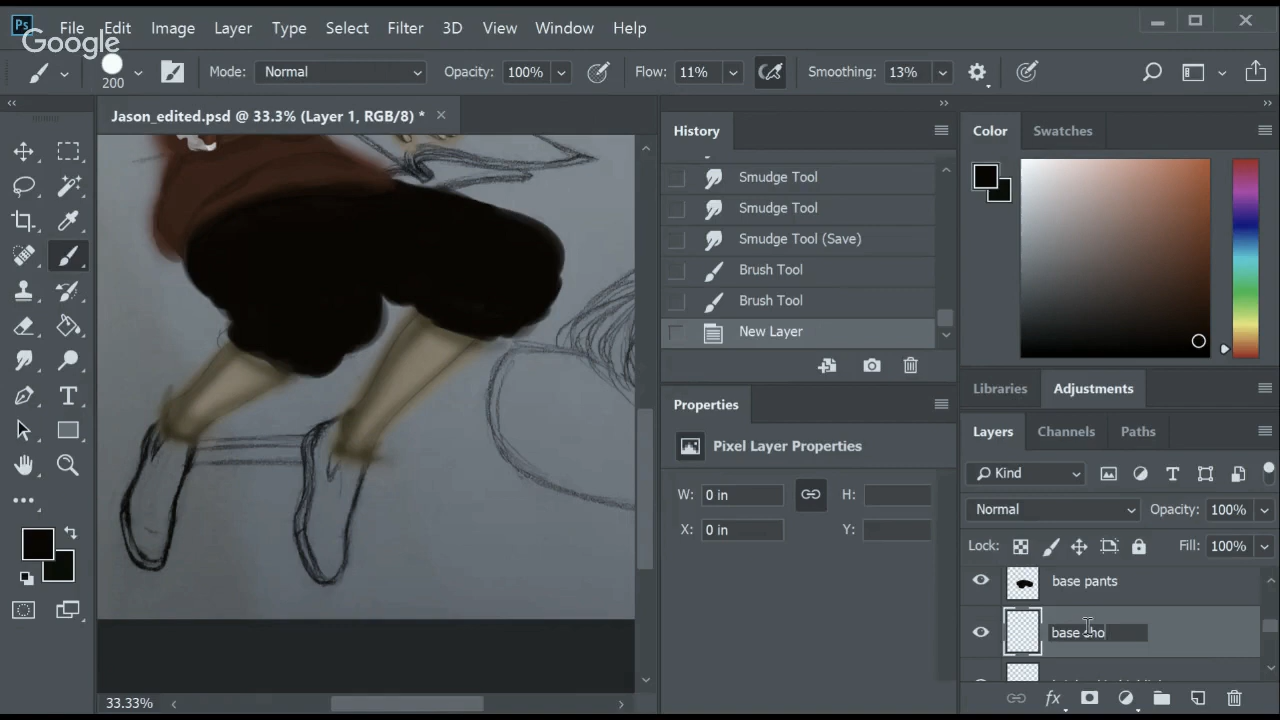 Ps File Edit Image Layer Type Select Filter 3D View Window Help
Google
200 Mode: Normal Opacity: 100% Flow: 11% Smoothing: 13%
Jason_edited.psd @ 33.3% (Layer 1, RGB/8) *
History
Smudge Tool
Smudge Tool
Smudge Tool (Save)
Brush Tool
Brush Tool
New Layer
Properties
Pixel Layer Properties
W: 0 in H:
X: 0 in Y:
Color Swatches
Libraries Adjustments
Layers Channels Paths
Kind
Normal Opacity: 100%
Lock: Fill: 100%
base pants
base sho
33.33%